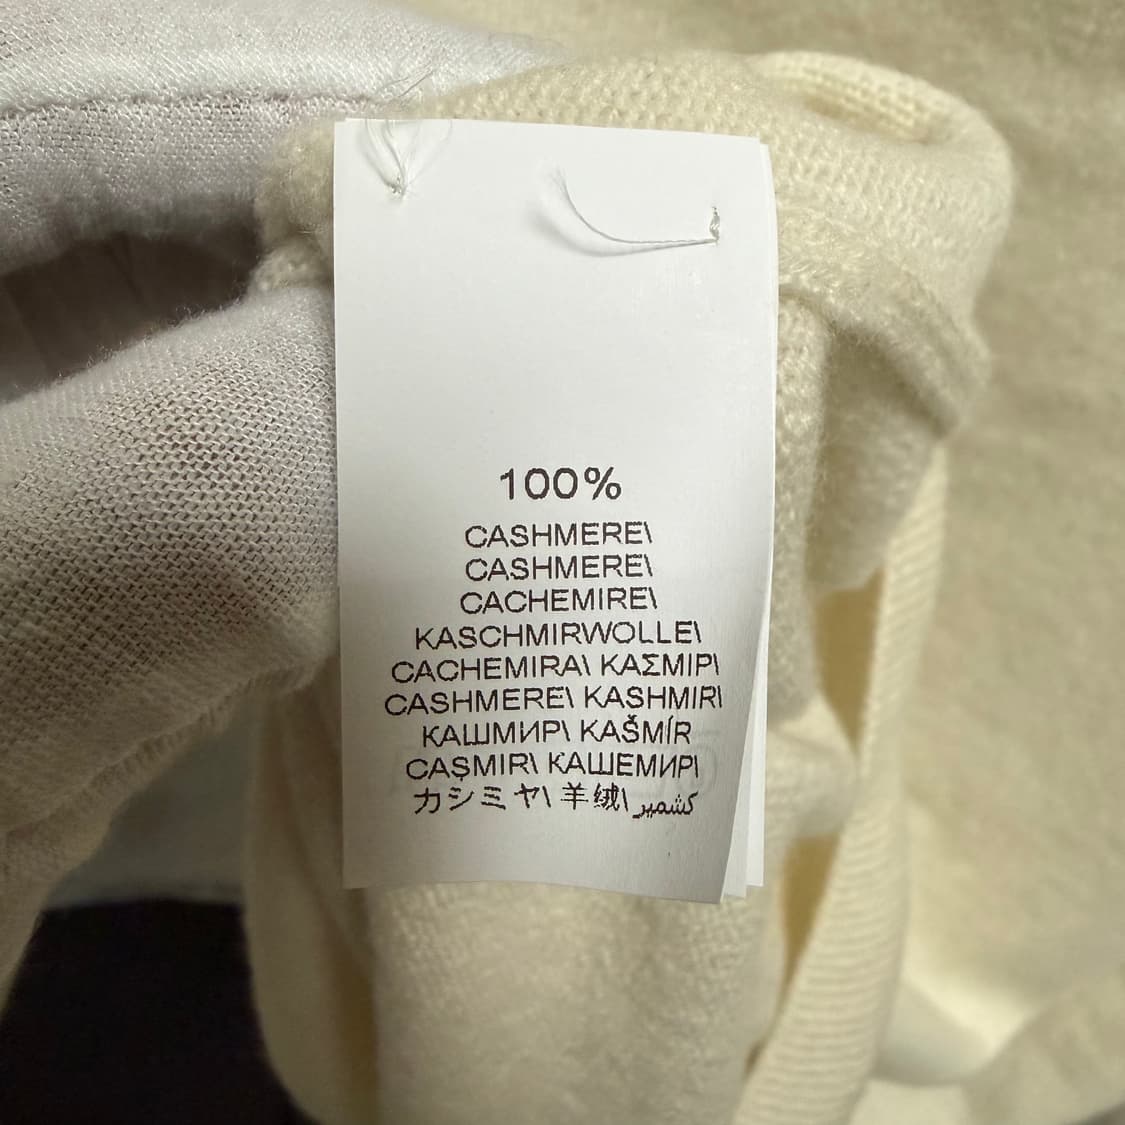 100%
CASHMERE\
CASHMERE\
CACHEMIRE\
KASCHMIRWOLLE\
CACHEMIRA\ ΚΑΣΜΙΡ\
CASHMERE\ KASHMIR\
КАШМИР\ KAŠMÍR
CAŞMIR\ КАШЕМИР\
カシミヤ\ 羊绒\ كشمير